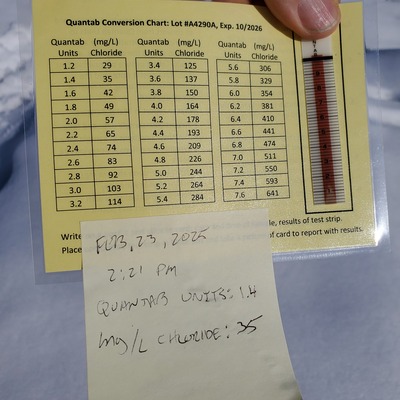 Quantab Conversion Chart: Lot #A4290A, Exp. 10/2026
Quantab Units (mg/L) Chloride Quantab Units (mg/L) Chloride Quantab Units (mg/L) Chloride
1.2 29 3.4 125 5.6 306
1.4 35 3.6 137 5.8 329
1.6 42 3.8 150 6.0 354
1.8 49 4.0 164 6.2 381
2.0 57 4.2 178 6.4 410
2.2 65 4.4 193 6.6 441
2.4 74 4.6 209 6.8 474
2.6 83 4.8 226 7.0 511
2.8 92 5.0 244 7.2 550
3.0 103 5.2 264 7.4 593
3.2 114 5.4 284 7.6 641
Write le, results of test strip.
Place of card to report with results.
FEB, 23, 2025
2:21 PM
QUANTAB UNITS: 1.4
mg/L CHLORIDE: 35